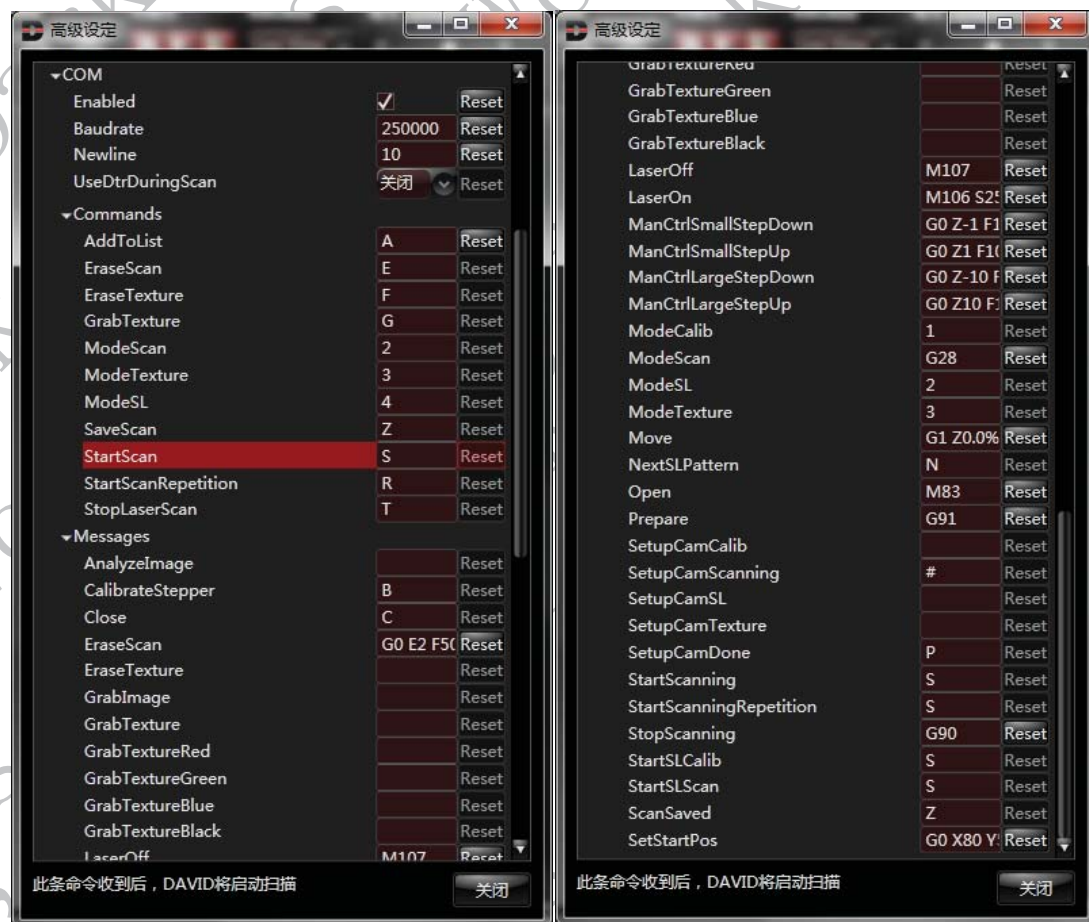 高级设定
COM
Enabled Reset
Baudrate 250000 Reset
Newline 10 Reset
UseDtrDuringScan 关闭 Reset
Commands
AddToList A Reset
EraseScan E Reset
EraseTexture F Reset
GrabTexture G Reset
ModeScan 2 Reset
ModeTexture 3 Reset
ModeSL 4 Reset
SaveScan Z Reset
StartScan S Reset
StartScanRepetition R Reset
StopLaserScan T Reset
Messages
AnalyzeImage Reset
CalibrateStepper B Reset
Close C Reset
EraseScan G0 E2 F50 Reset
EraseTexture Reset
GrabImage Reset
GrabTexture Reset
GrabTextureRed Reset
GrabTextureGreen Reset
GrabTextureBlue Reset
GrabTextureBlack Reset
LaserOff M107 Reset
此条命令收到后，DAVID将启动扫描 关闭
高级设定
GrabTextureRed Reset
GrabTextureGreen Reset
GrabTextureBlue Reset
GrabTextureBlack Reset
LaserOff M107 Reset
LaserOn M106 S25 Reset
ManCtrlSmallStepDown G0 Z-1 F1 Reset
ManCtrlSmallStepUp G0 Z1 F10 Reset
ManCtrlLargeStepDown G0 Z-10 F Reset
ManCtrlLargeStepUp G0 Z10 F1 Reset
ModeCalib 1 Reset
ModeScan G28 Reset
ModeSL 2 Reset
ModeTexture 3 Reset
Move G1 Z0.0% Reset
NextSLPattern N Reset
Open M83 Reset
Prepare G91 Reset
SetupCamCalib Reset
SetupCamScanning # Reset
SetupCamSL Reset
SetupCamTexture Reset
SetupCamDone P Reset
StartScanning S Reset
StartScanningRepetition S Reset
StopScanning G90 Reset
StartSLCalib S Reset
StartSLScan S Reset
ScanSaved Z Reset
SetStartPos G0 X80 Y Reset
此条命令收到后，DAVID将启动扫描 关闭